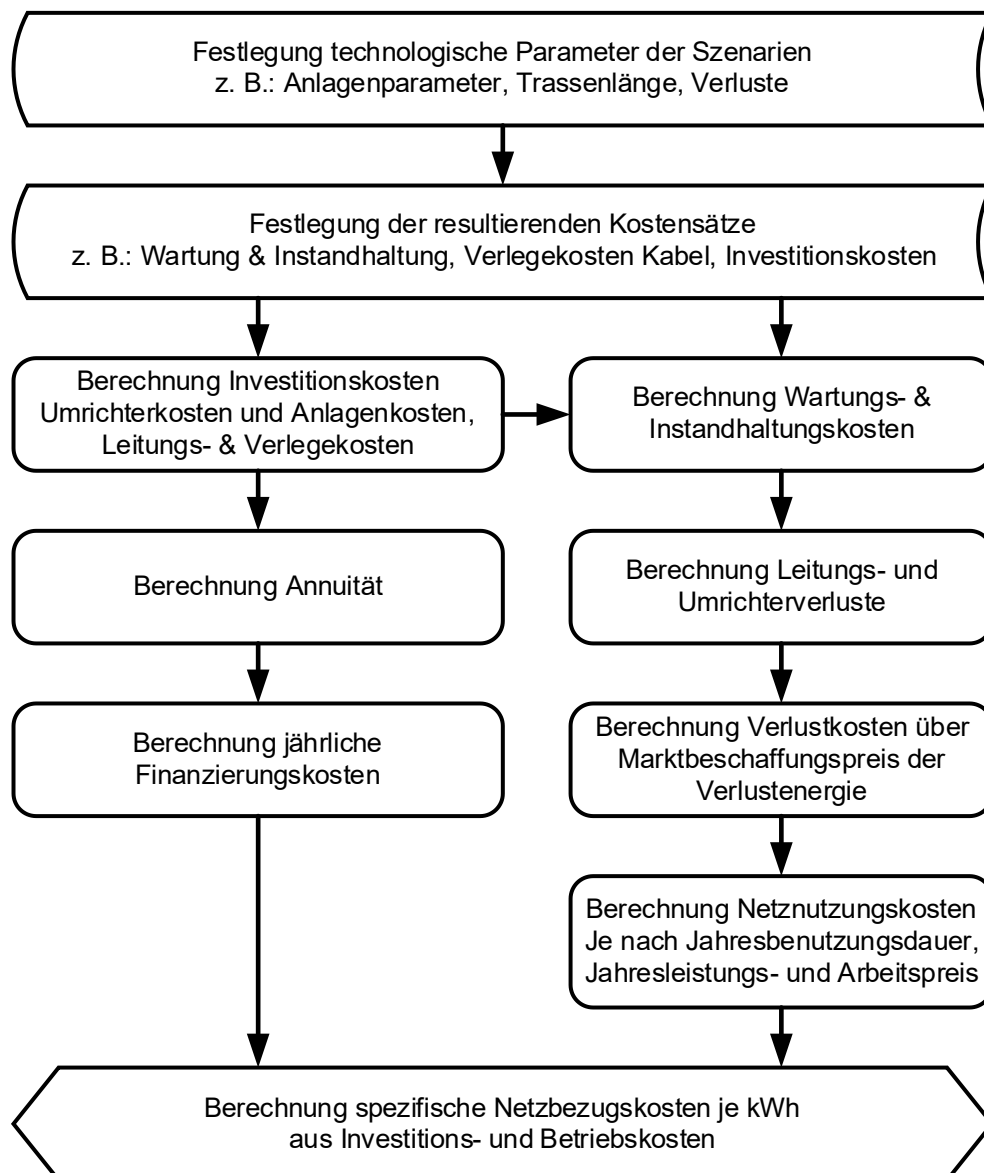 Festlegung technologische Parameter der Szenarien
z. B.: Anlagenparameter, Trassenlänge, Verluste
Festlegung der resultierenden Kostensätze
z. B.: Wartung & Instandhaltung, Verlegekosten Kabel, Investitionskosten
Berechnung Investitionskosten
Umrichterkosten und Anlagenkosten,
Leitungs- & Verlegekosten
Berechnung Wartungs- &
Instandhaltungskosten
Berechnung Annuität
Berechnung Leitungs- und
Umrichterverluste
Berechnung jährliche
Finanzierungskosten
Berechnung Verlustkosten über
Marktbeschaffungspreis der
Verlustenergie
Berechnung Netznutzungskosten
Je nach Jahresbenutzungsdauer,
Jahresleistungs- und Arbeitspreis
Berechnung spezifische Netzbezugskosten je kWh
aus Investitions- und Betriebskosten